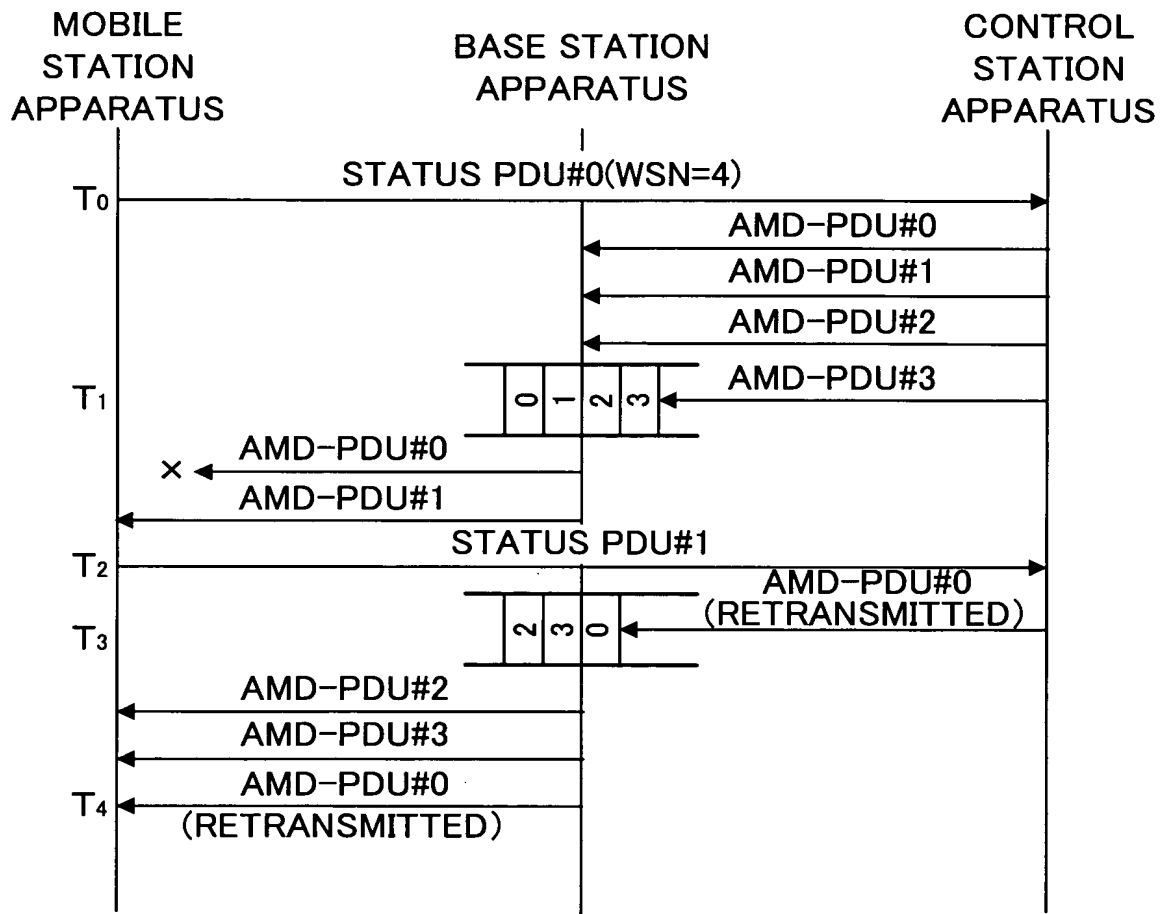 MOBILE
STATION
APPARATUS
BASE STATION
APPARATUS
CONTROL
STATION
APPARATUS
T0
STATUS PDU#0(WSN=4)
AMD-PDU#0
AMD-PDU#1
AMD-PDU#2
T1
0 1 2 3
AMD-PDU#3
× AMD-PDU#0
AMD-PDU#1
T2
STATUS PDU#1
AMD-PDU#0
(RETRANSMITTED)
T3
2 3 0
AMD-PDU#2
AMD-PDU#3
T4
AMD-PDU#0
(RETRANSMITTED)